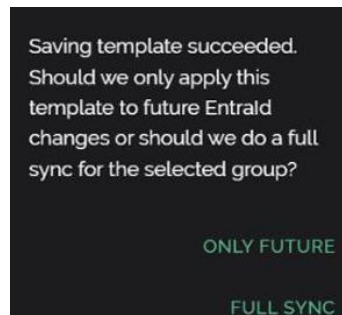 Saving template succeeded.
Should we only apply this
template to future EntraId
changes or should we do a full
sync for the selected group?
ONLY FUTURE
FULL SYNC